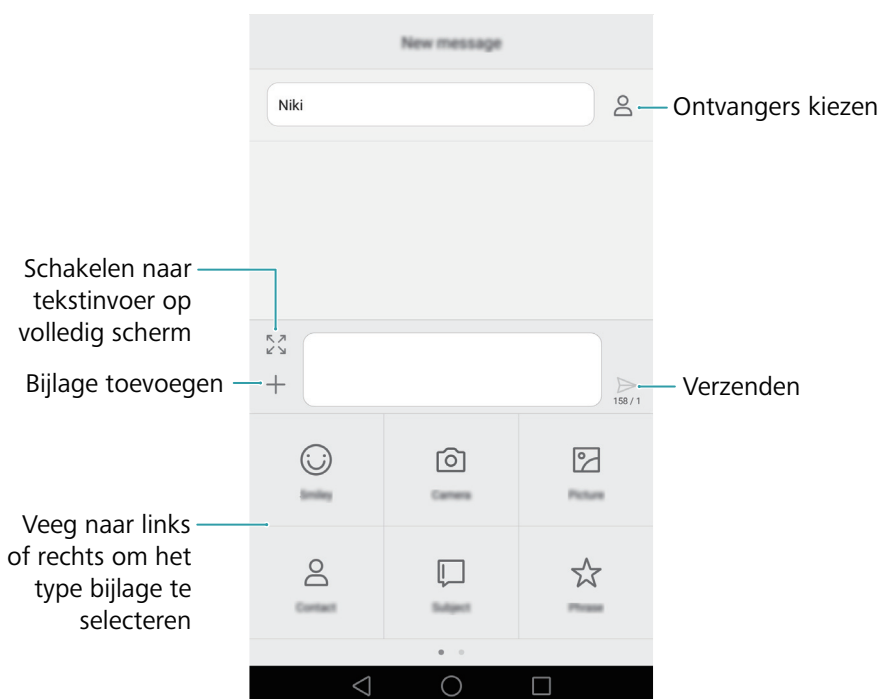 New message
Niki
Ontvangers kiezen
Schakelen naar
tekstinvoer op
volledig scherm
Bijlage toevoegen
Verzenden
158 / 1
Smiley
Camera
Picture
Veeg naar links
of rechts om het
type bijlage te
selecteren
Contact
Subject
Phrase